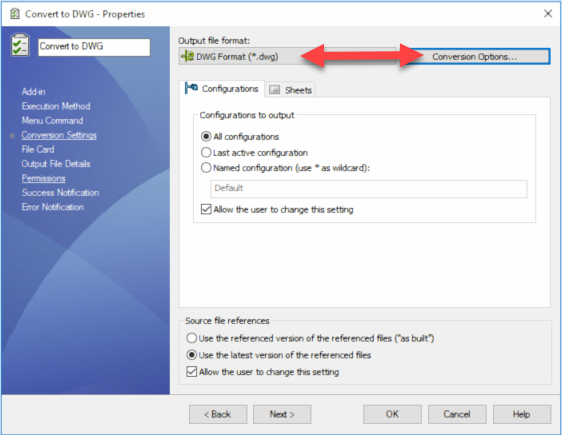 Convert to DWG - Properties
Convert to DWG
Add-in
Execution Method
Menu Command
Conversion Settings
File Card
Output File Details
Permissions
Success Notification
Error Notification
Output file format:
DWG Format (*.dwg)
Conversion Options...
Configurations
Sheets
Configurations to output
All configurations
Last active configuration
Named configuration (use * as wildcard):
Default
Allow the user to change this setting
Source file references
Use the referenced version of the referenced files ("as built")
Use the latest version of the referenced files
Allow the user to change this setting
< Back
Next >
OK
Cancel
Help